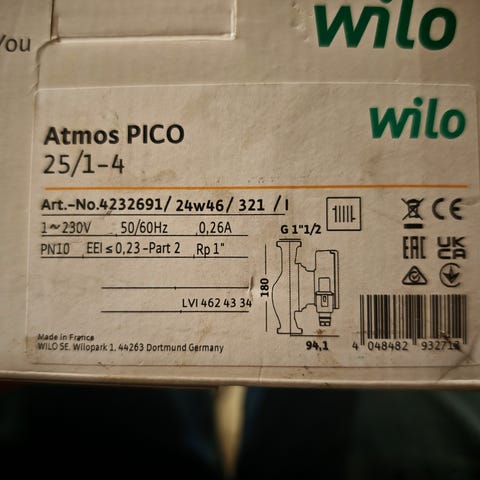 You
wilo
wilo
Atmos PICO
25/1-4
Art.-No.4232691/ 24w46/ 321 /I
1~230V 50/60Hz 0,26A
PN10 EEI ≤ 0,23-Part 2 Rp 1"
G 1"1/2
CE
EAC
UKCA
180
LVI 462 43 34
94,1
Made in France
WILO SE. Wilopark 1, 44263 Dortmund Germany
4 048482 932713